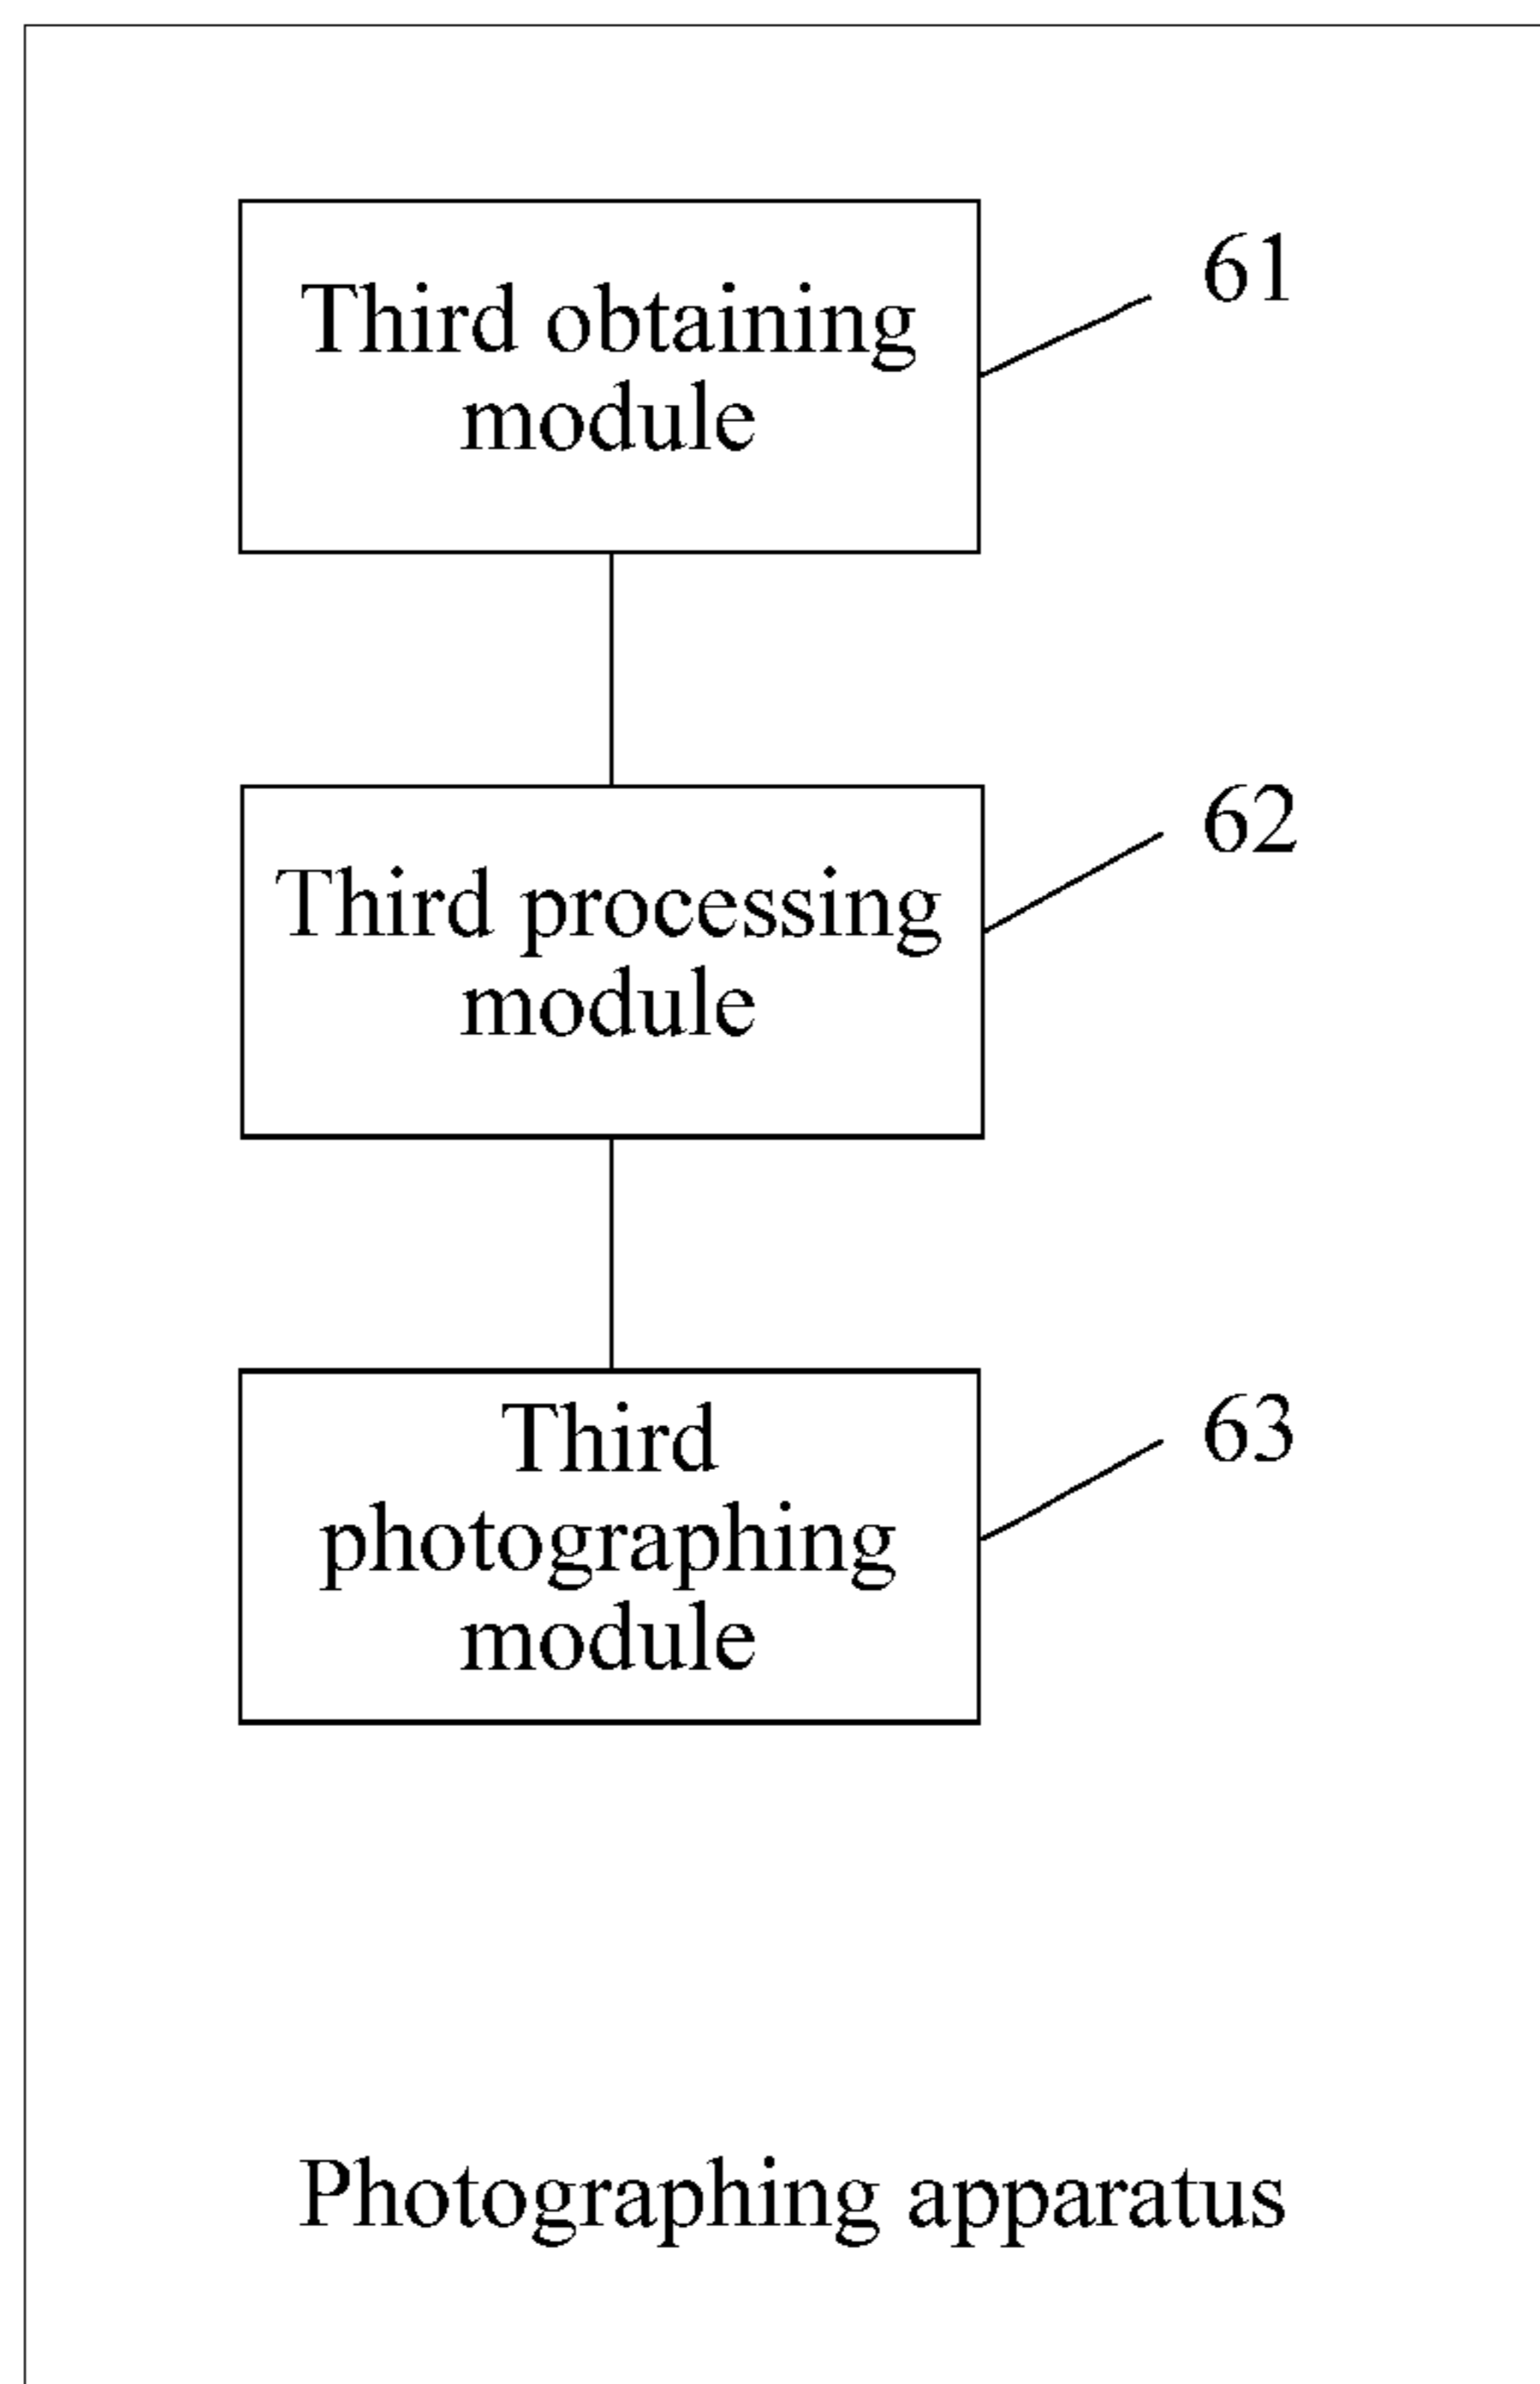 Third obtaining
module
61
Third processing
module
62
Third
photographing
module
63
Photographing apparatus